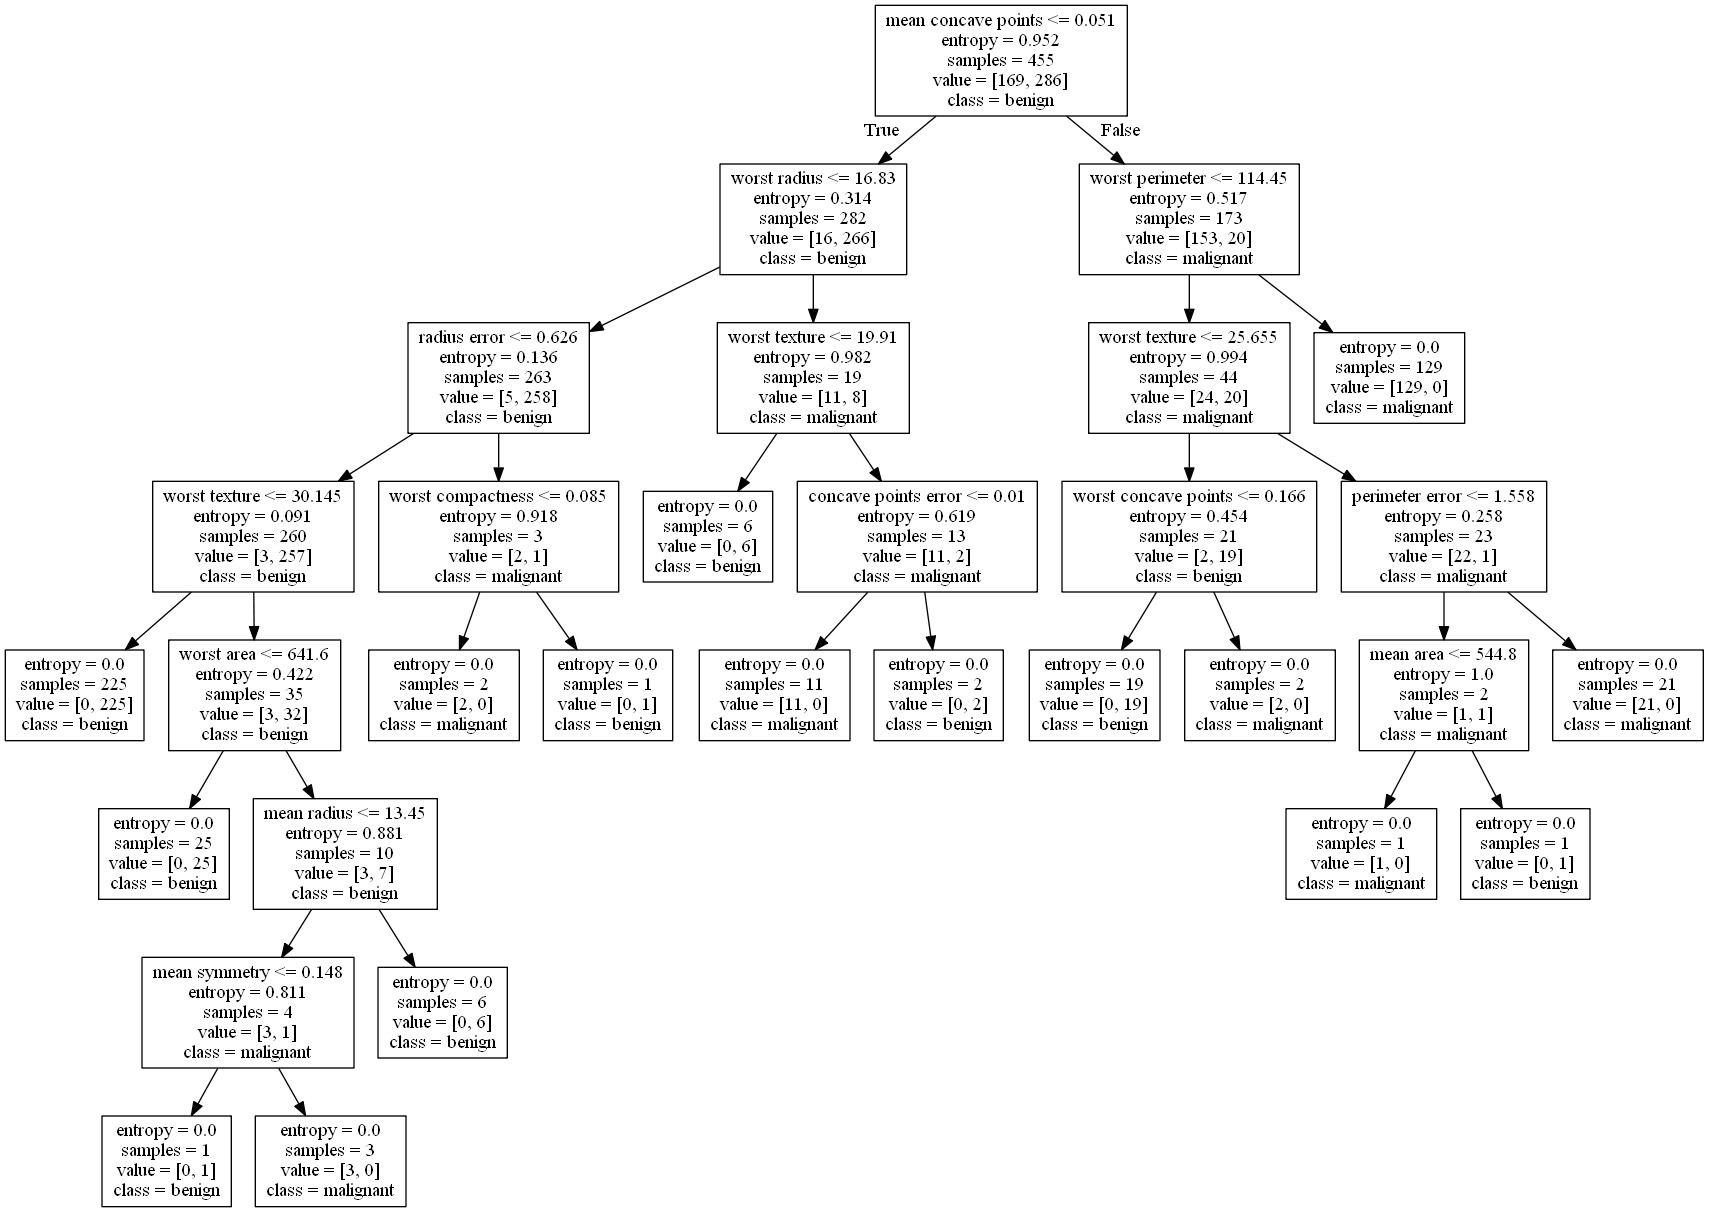 mean concave points <= 0.051
entropy = 0.952
samples = 455
value = [169, 286]
class = benign
True
False
worst radius <= 16.83
entropy = 0.314
samples = 282
value = [16, 266]
class = benign
worst perimeter <= 114.45
entropy = 0.517
samples = 173
value = [153, 20]
class = malignant
radius error <= 0.626
entropy = 0.136
samples = 263
value = [5, 258]
class = benign
worst texture <= 19.91
entropy = 0.982
samples = 19
value = [11, 8]
class = malignant
worst texture <= 25.655
entropy = 0.994
samples = 44
value = [24, 20]
class = malignant
entropy = 0.0
samples = 129
value = [129, 0]
class = malignant
worst texture <= 30.145
entropy = 0.091
samples = 260
value = [3, 257]
class = benign
worst compactness <= 0.085
entropy = 0.918
samples = 3
value = [2, 1]
class = malignant
entropy = 0.0
samples = 6
value = [0, 6]
class = benign
concave points error <= 0.01
entropy = 0.619
samples = 13
value = [11, 2]
class = malignant
worst concave points <= 0.166
entropy = 0.454
samples = 21
value = [2, 19]
class = benign
perimeter error <= 1.558
entropy = 0.258
samples = 23
value = [22, 1]
class = malignant
entropy = 0.0
samples = 225
value = [0, 225]
class = benign
worst area <= 641.6
entropy = 0.422
samples = 35
value = [3, 32]
class = benign
entropy = 0.0
samples = 2
value = [2, 0]
class = malignant
entropy = 0.0
samples = 1
value = [0, 1]
class = benign
entropy = 0.0
samples = 11
value = [11, 0]
class = malignant
entropy = 0.0
samples = 2
value = [0, 2]
class = benign
entropy = 0.0
samples = 19
value = [0, 19]
class = benign
entropy = 0.0
samples = 2
value = [2, 0]
class = malignant
mean area <= 544.8
entropy = 1.0
samples = 2
value = [1, 1]
class = malignant
entropy = 0.0
samples = 21
value = [21, 0]
class = malignant
entropy = 0.0
samples = 25
value = [0, 25]
class = benign
mean radius <= 13.45
entropy = 0.881
samples = 10
value = [3, 7]
class = benign
entropy = 0.0
samples = 1
value = [1, 0]
class = malignant
entropy = 0.0
samples = 1
value = [0, 1]
class = benign
mean symmetry <= 0.148
entropy = 0.811
samples = 4
value = [3, 1]
class = malignant
entropy = 0.0
samples = 6
value = [0, 6]
class = benign
entropy = 0.0
samples = 1
value = [0, 1]
class = benign
entropy = 0.0
samples = 3
value = [3, 0]
class = malignant